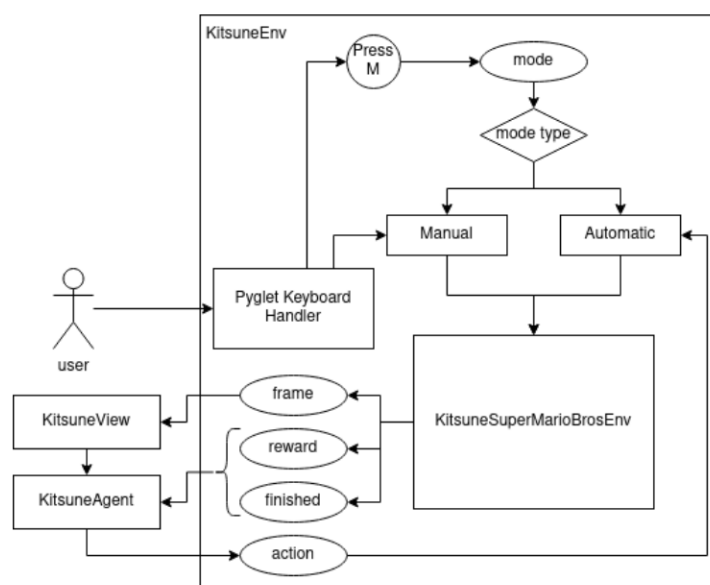 KitsuneEnv
Press
M
mode
mode type
Manual
Automatic
Pyglet Keyboard
Handler
user
frame
KitsuneView
KitsuneSuperMarioBrosEnv
reward
KitsuneAgent
finished
action